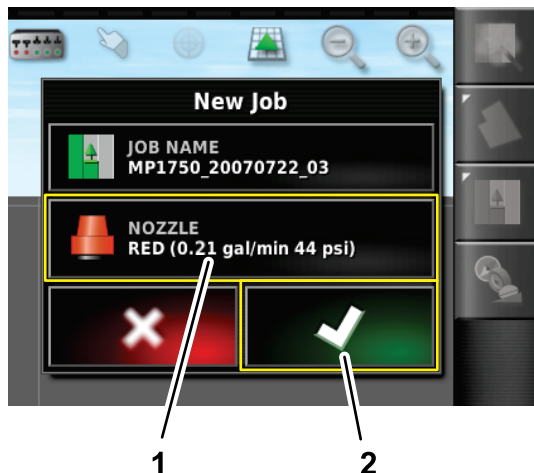 New Job
JOB NAME
MP1750_20070722_03
NOZZLE
RED (0.21 gal/min 44 psi)
1
2